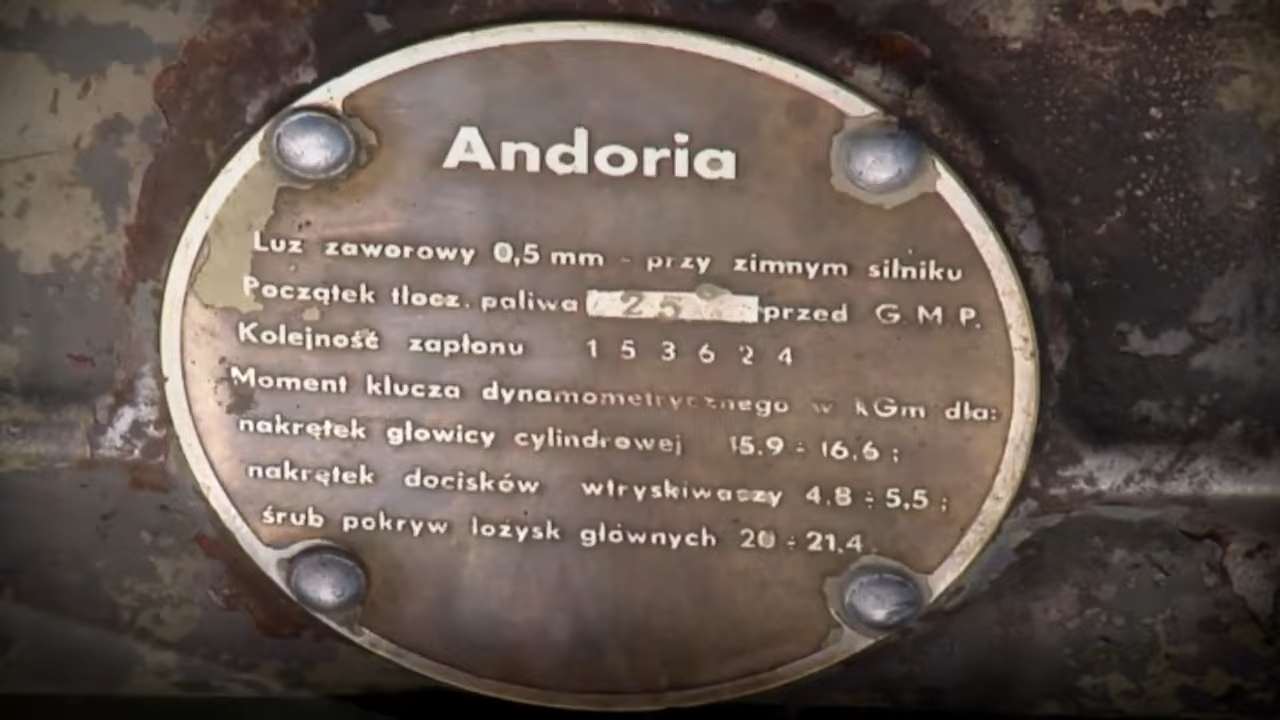 Andoria
Luz zaworowy 0,5 mm - przy zimnym silniku
Początek tłocz. paliwa 25° przed G.M.P.
Kolejność zapłonu 1 5 3 6 2 4
Moment klucza dynamometrycznego w kGm dla:
nakrętek głowicy cylindrowej 15.9 ÷ 16,6 ;
nakrętek docisków wtryskiwaczy 4,8 ÷ 5,5 ;
śrub pokryw łożysk głównych 20 ÷ 21,4.